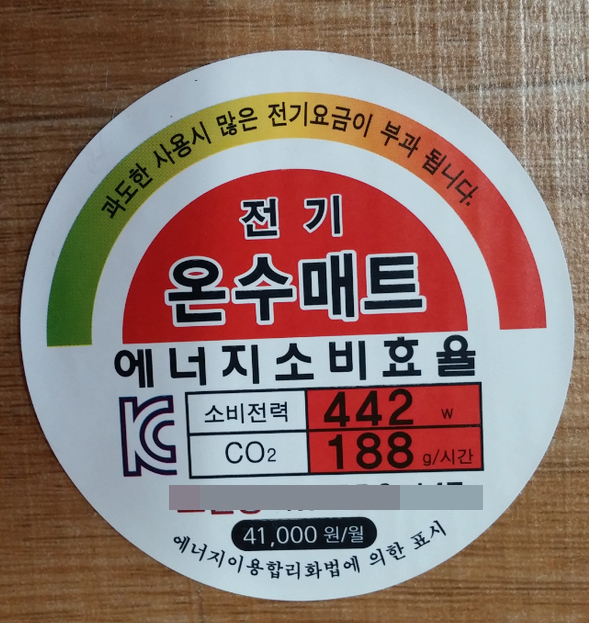 과도한 사용시 많은 전기요금이 부과 됩니다.
전기
온수매트
에너지소비효율
소비전력 442 w
CO2 188 g/시간
41,000 원/월
에너지이용합리화법에 의한 표시